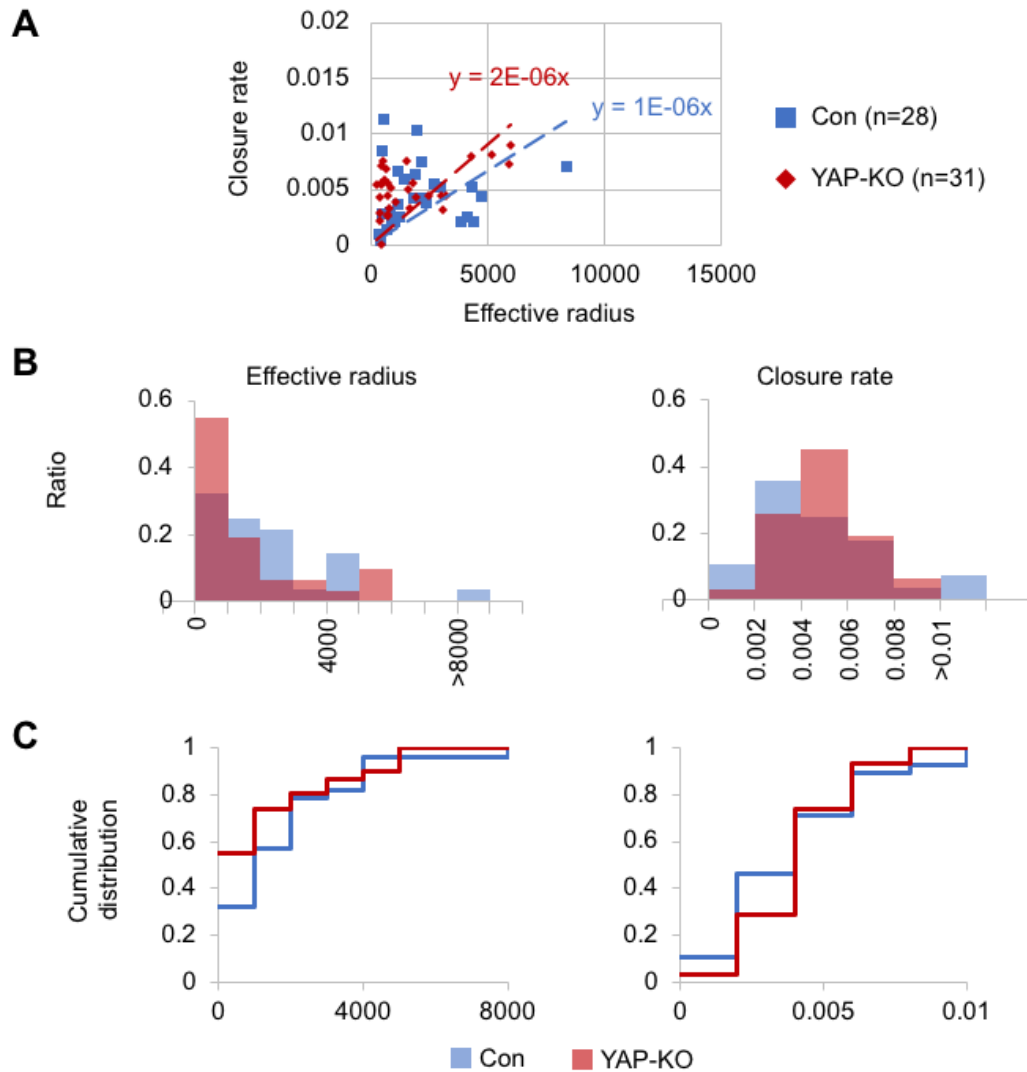 A
Closure rate
0.02
0.015
0.01
0.005
0
y = 2E-06x
y = 1E-06x
0 5000 10000 15000
Effective radius
Con (n=28)
YAP-KO (n=31)
B
Effective radius
Ratio
0.6
0.4
0.2
0
0 4000 >8000
Closure rate
0.6
0.4
0.2
0
0 0.002 0.004 0.006 0.008 >0.01
C
Cumulative
distribution
1
0.8
0.6
0.4
0.2
0
0 4000 8000
1
0.8
0.6
0.4
0.2
0
0 0.005 0.01
Con YAP-KO